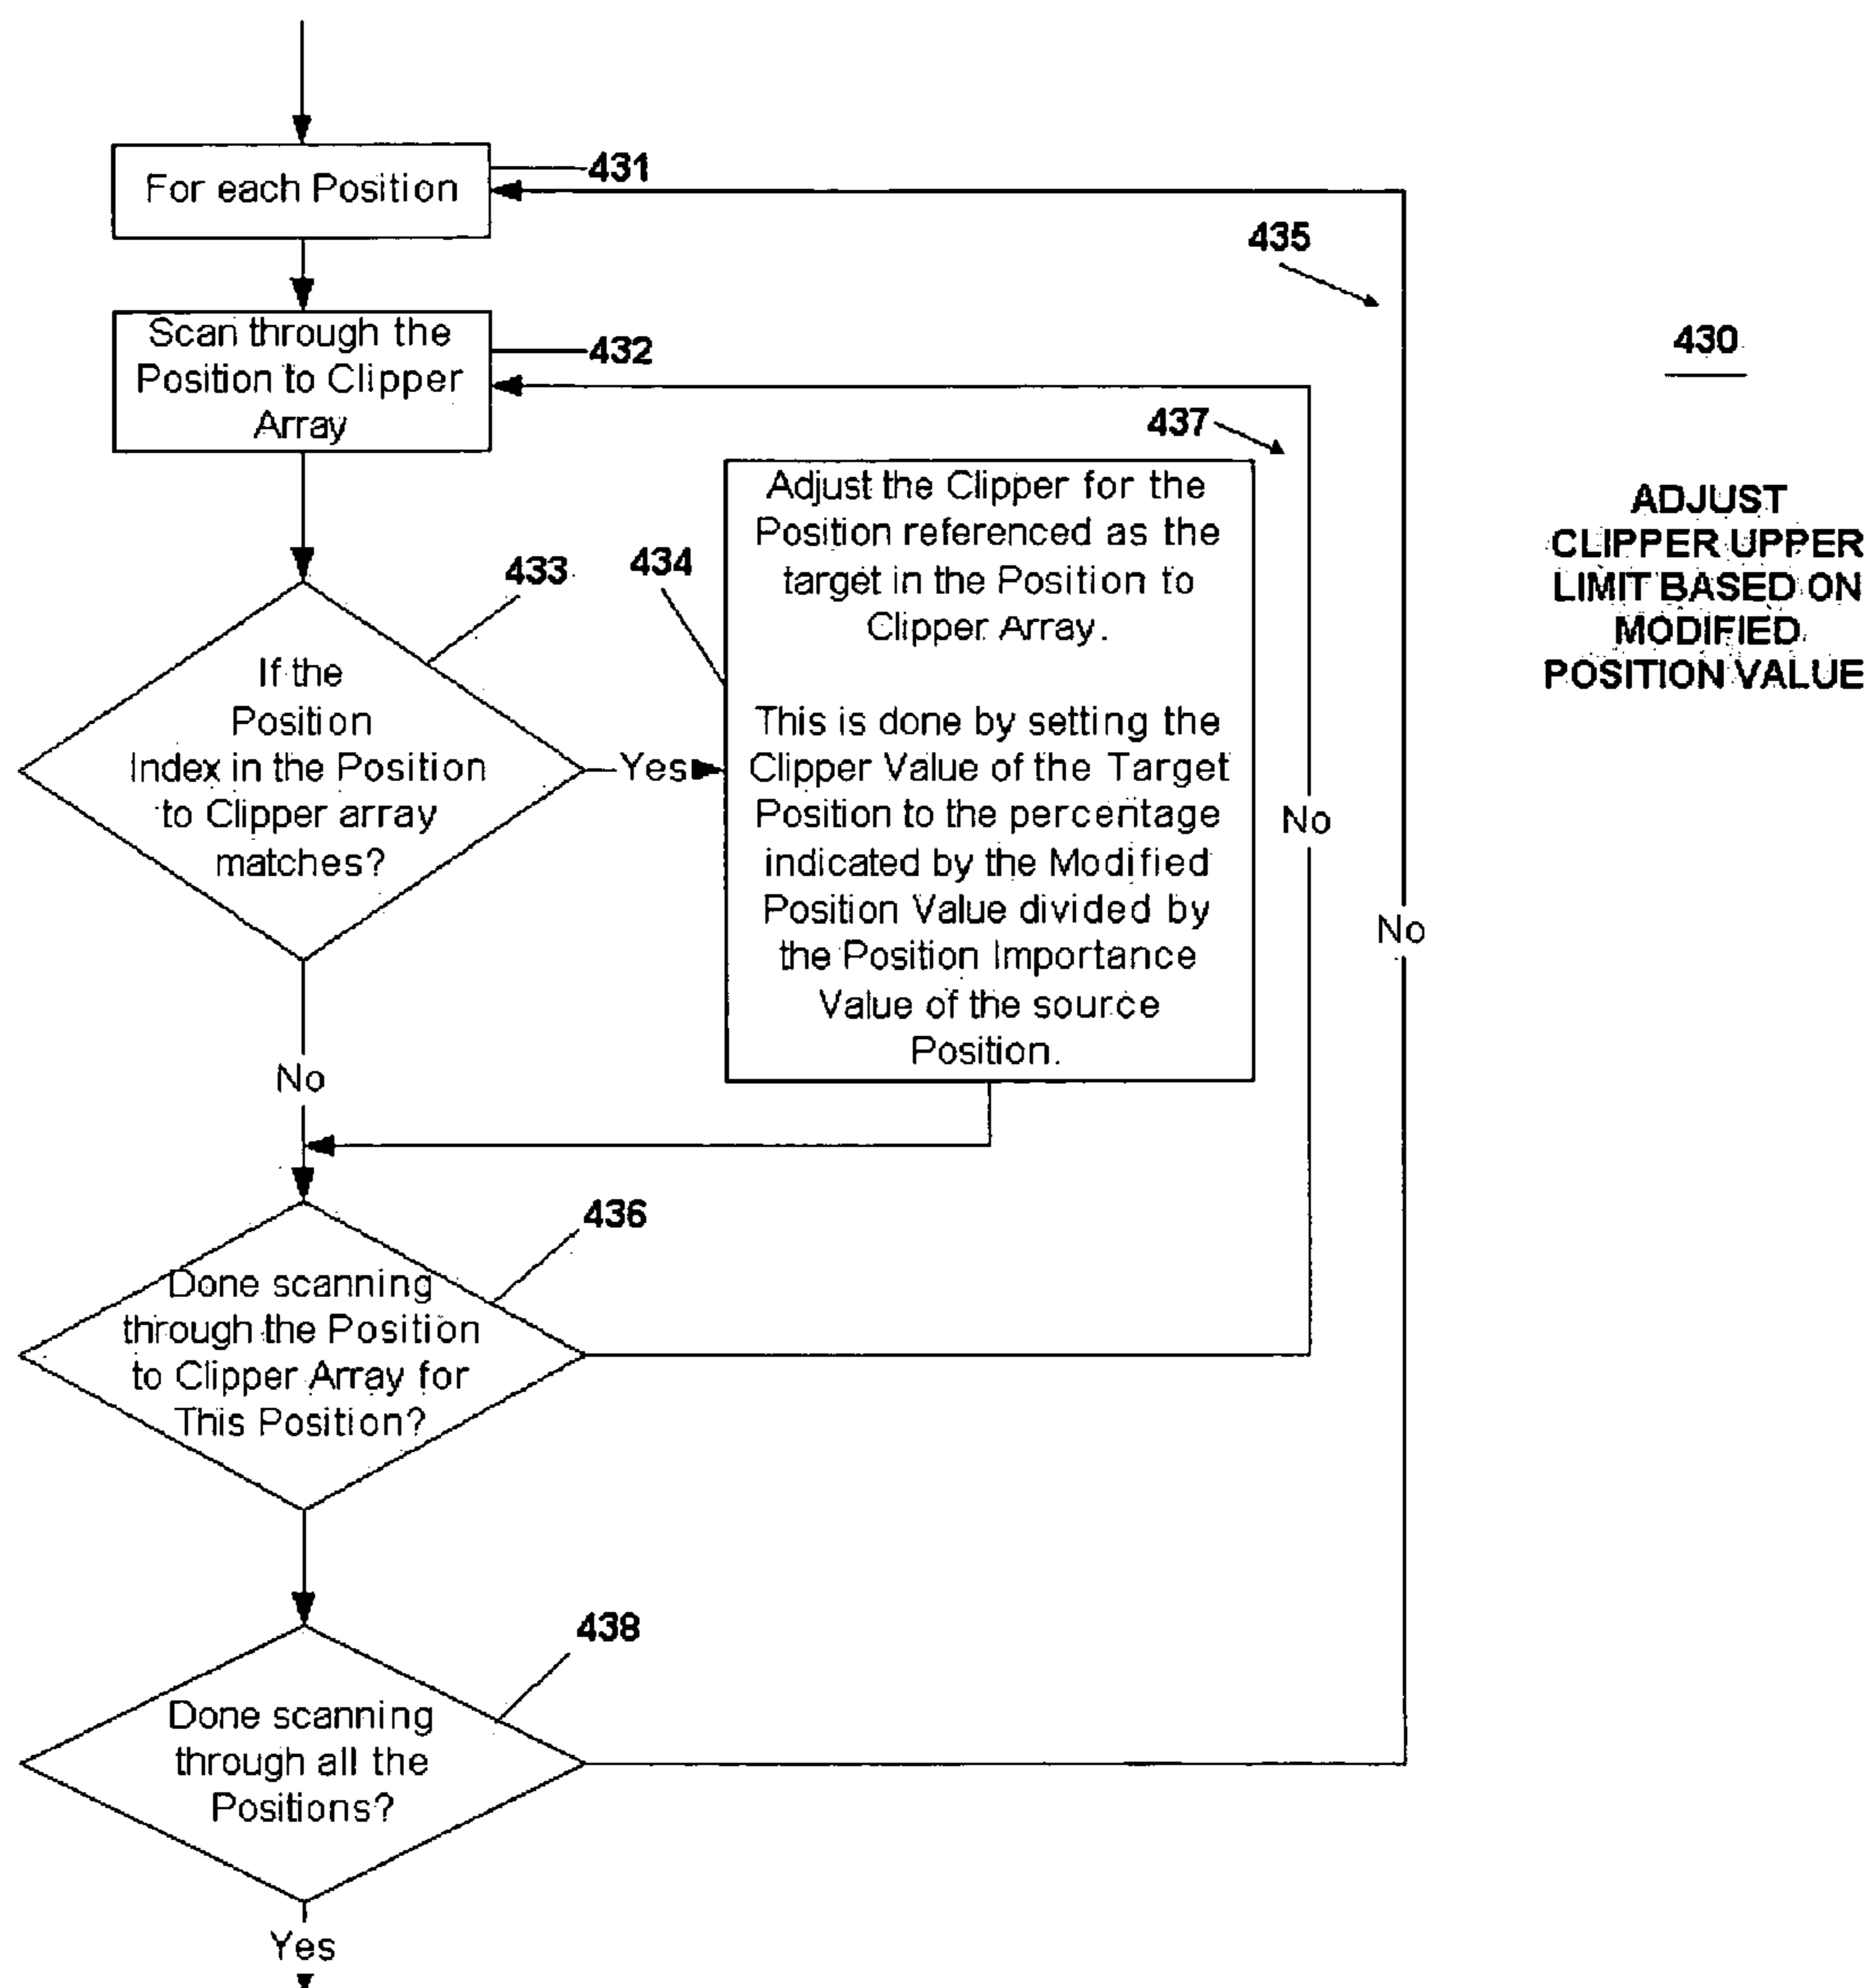 For each Position
431
435
Scan through the
Position to Clipper
Array
432
430
437
ADJUST
CLIPPER UPPER
LIMIT BASED ON
MODIFIED
POSITION VALUE
433
434
Adjust the Clipper for the
Position referenced as the
target in the Position to
Clipper Array.
This is done by setting the
Clipper Value of the Target
Position to the percentage
indicated by the Modified
Position Value divided by
the Position Importance
Value of the source
Position.
If the
Position
Index in the Position
to Clipper array
matches?
Yes
No
No
No
436
Done scanning
through the Position
to Clipper Array for
This Position?
438
Done scanning
through all the
Positions?
Yes